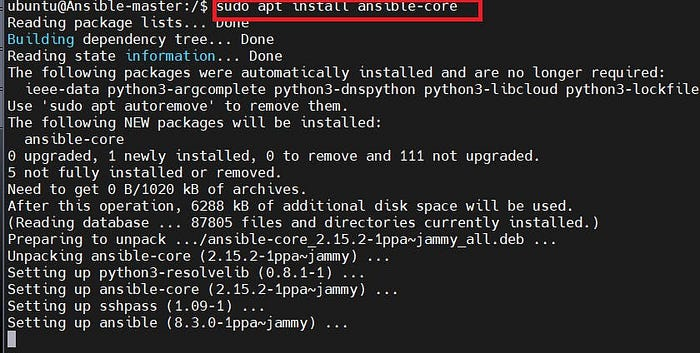 ubuntu@Ansible-master:/$ sudo apt install ansible-core
Reading package lists... Done
Building dependency tree... Done
Reading state information... Done
The following packages were automatically installed and are no longer required:
  ieee-data python3-argcomplete python3-dnspython python3-libcloud python3-lockfile
Use 'sudo apt autoremove' to remove them.
The following NEW packages will be installed:
  ansible-core
0 upgraded, 1 newly installed, 0 to remove and 111 not upgraded.
5 not fully installed or removed.
Need to get 0 B/1020 kB of archives.
After this operation, 6288 kB of additional disk space will be used.
(Reading database ... 87805 files and directories currently installed.)
Preparing to unpack .../ansible-core_2.15.2-1ppa~jammy_all.deb ...
Unpacking ansible-core (2.15.2-1ppa~jammy) ...
Setting up python3-resolvelib (0.8.1-1) ...
Setting up ansible-core (2.15.2-1ppa~jammy) ...
Setting up sshpass (1.09-1) ...
Setting up ansible (8.3.0-1ppa~jammy) ...